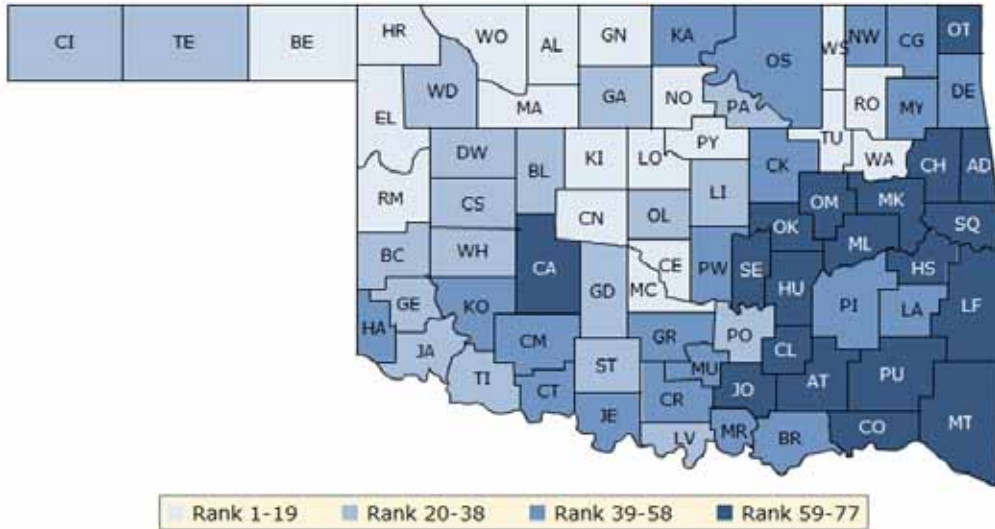 HR WO AL GN KA OS WS NW CG OT
CI TE BE
WD MA GA NO PA RO MY DE
EL
DW BL KI LO PY CK TU WA CH AD
RM CS CN OL LI OM MK
OK SQ
BC WH CA GD CE PW SE ML HS
MC HU PI LA LF
HA GE KO
CM GR PO CL
JA ST MU
TI CT JO AT PU
JE CR
LV MR BR CO MT
Rank 1-19 Rank 20-38 Rank 39-58 Rank 59-77